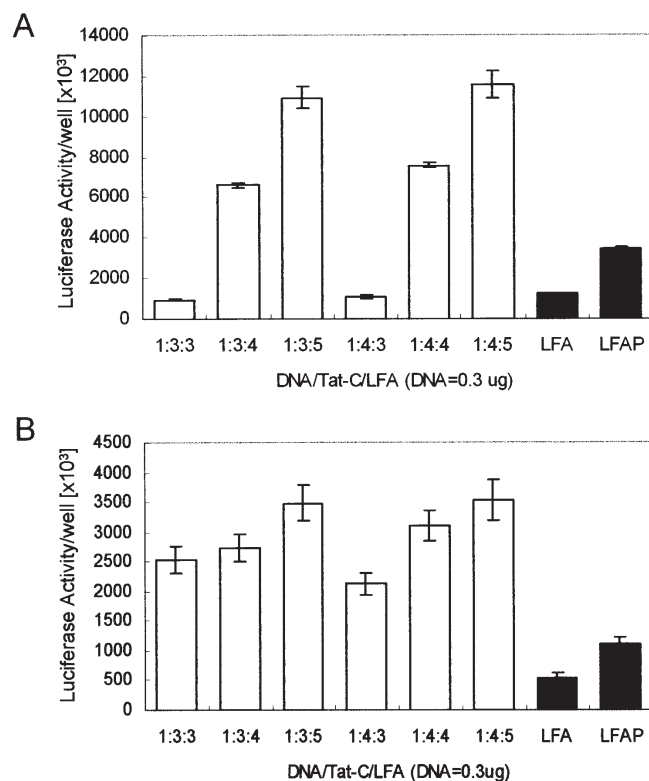 A
Luciferase Activity/well [x10³]
14000
12000
10000
8000
6000
4000
2000
0
1:3:3 1:3:4 1:3:5 1:4:3 1:4:4 1:4:5 LFA LFAP
DNA/Tat-C/LFA (DNA=0.3 ug)
B
Luciferase Activity/well [x10³]
4500
4000
3500
3000
2500
2000
1500
1000
500
0
1:3:3 1:3:4 1:3:5 1:4:3 1:4:4 1:4:5 LFA LFAP
DNA/Tat-C/LFA (DNA=0.3ug)